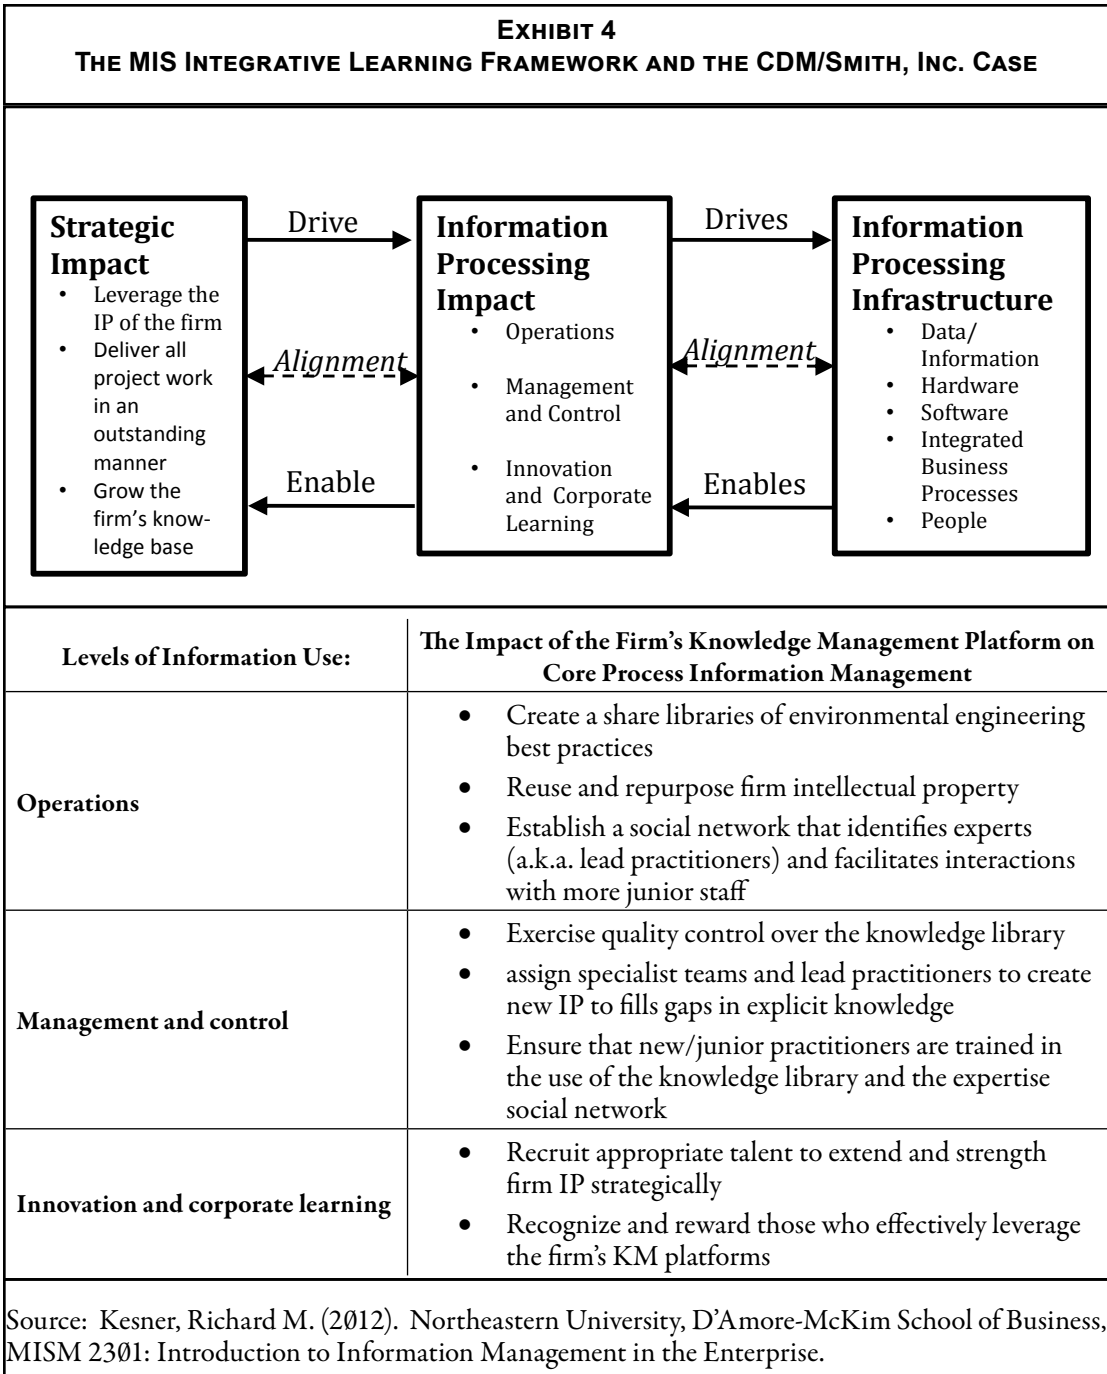 EXHIBIT 4
THE MIS INTEGRATIVE LEARNING FRAMEWORK AND THE CDM/SMITH, INC. CASE
Strategic
Impact
• Leverage the
IP of the firm
• Deliver all
project work
in an
outstanding
manner
• Grow the
firm's know-
ledge base
Drive
Alignment
Enable
Information
Processing
Impact
• Operations
• Management
and Control
• Innovation
and Corporate
Learning
Drives
Alignment
Enables
Information
Processing
Infrastructure
• Data/
Information
• Hardware
• Software
• Integrated
Business
Processes
• People
Levels of Information Use:
The Impact of the Firm's Knowledge Management Platform on
Core Process Information Management
Operations
• Create a share libraries of environmental engineering
best practices
• Reuse and repurpose firm intellectual property
• Establish a social network that identifies experts
(a.k.a. lead practitioners) and facilitates interactions
with more junior staff
Management and control
• Exercise quality control over the knowledge library
• assign specialist teams and lead practitioners to create
new IP to fills gaps in explicit knowledge
• Ensure that new/junior practitioners are trained in
the use of the knowledge library and the expertise
social network
Innovation and corporate learning
• Recruit appropriate talent to extend and strength
firm IP strategically
• Recognize and reward those who effectively leverage
the firm's KM platforms
Source: Kesner, Richard M. (2012). Northeastern University, D'Amore-McKim School of Business,
MISM 2301: Introduction to Information Management in the Enterprise.